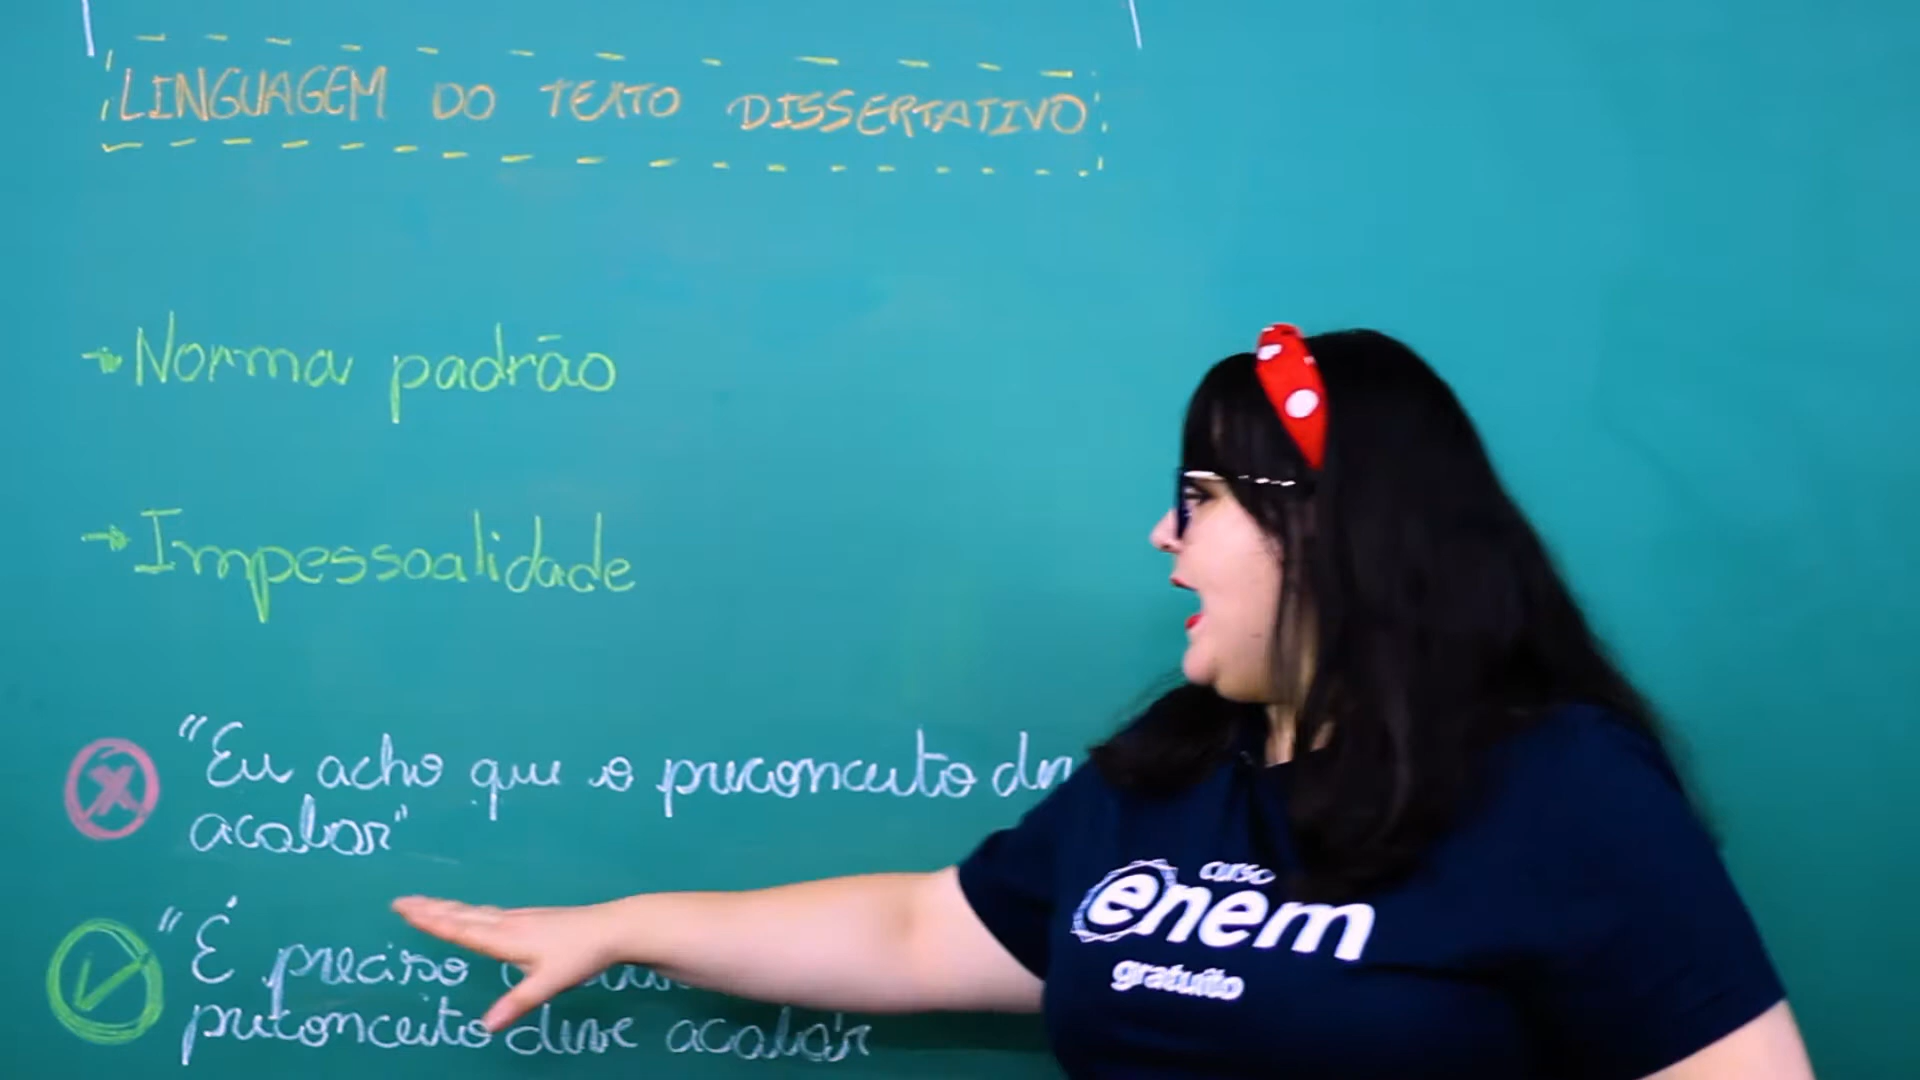 LINGUAGEM DO TEXTO DISSERTATIVO
Norma padrão
Impessoalidade
"Eu acho que o preconceito
acabar"
"É preciso
preconceito deve acabar
curso
enem
gratuito